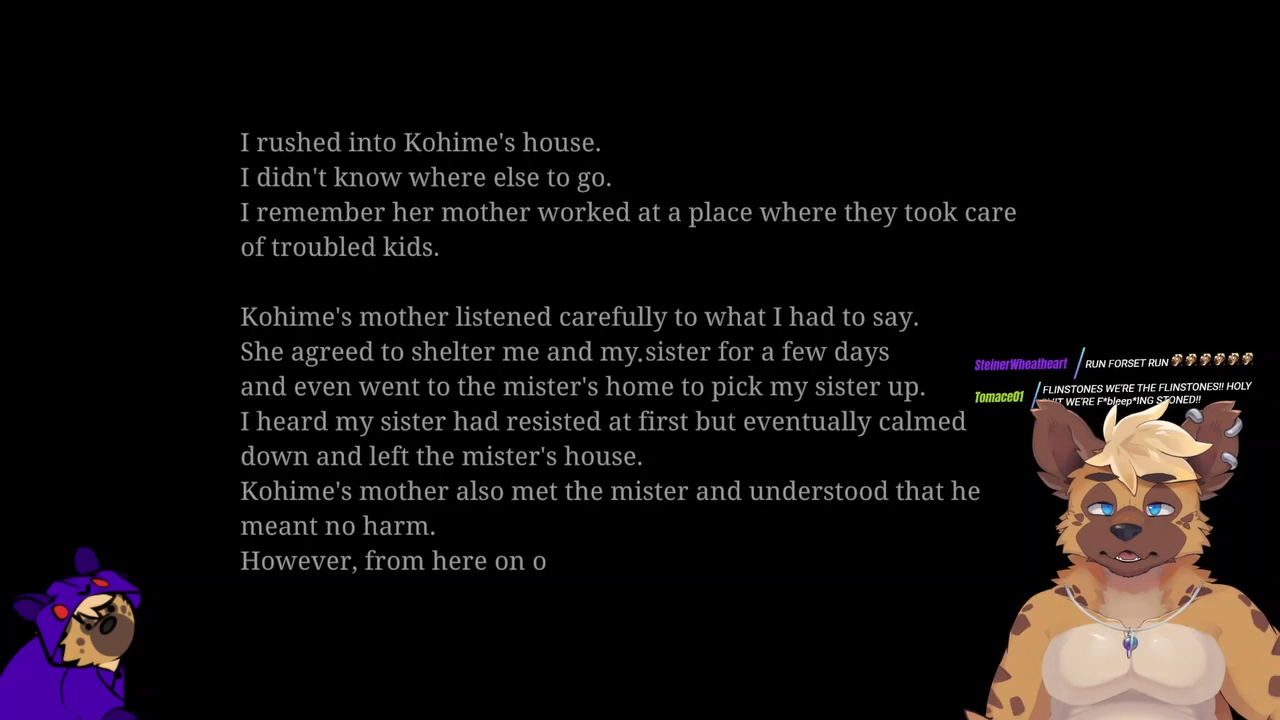 I rushed into Kohime's house.
I didn't know where else to go.
I remember her mother worked at a place where they took care
of troubled kids.
Kohime's mother listened carefully to what I had to say.
She agreed to shelter me and my sister for a few days
and even went to the mister's home to pick my sister up.
I heard my sister had resisted at first but eventually calmed
down and left the mister's house.
Kohime's mother also met the mister and understood that he
meant no harm.
However, from here on o
SteinerWheatheart RUN FORSET RUN
Tomace01 FLINSTONES WE'RE THE FLINSTONES!! HOLY
WE'RE F*bleep*ING STONED!!